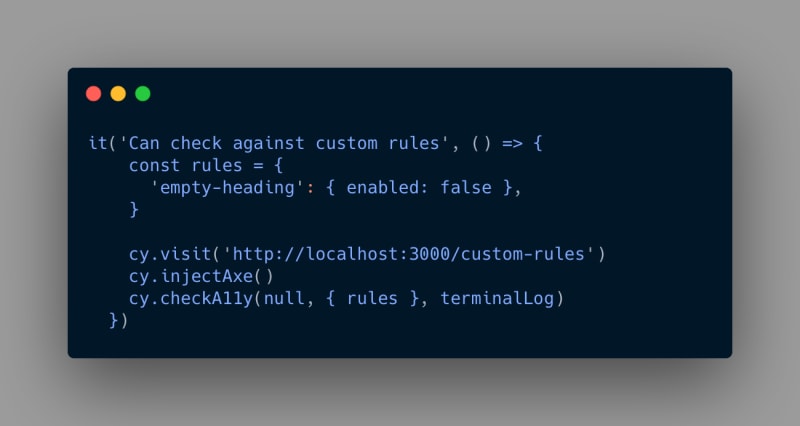 it('Can check against custom rules', () => {
    const rules = {
      'empty-heading': { enabled: false },
    }

    cy.visit('http://localhost:3000/custom-rules')
    cy.injectAxe()
    cy.checkA11y(null, { rules }, terminalLog)
  })